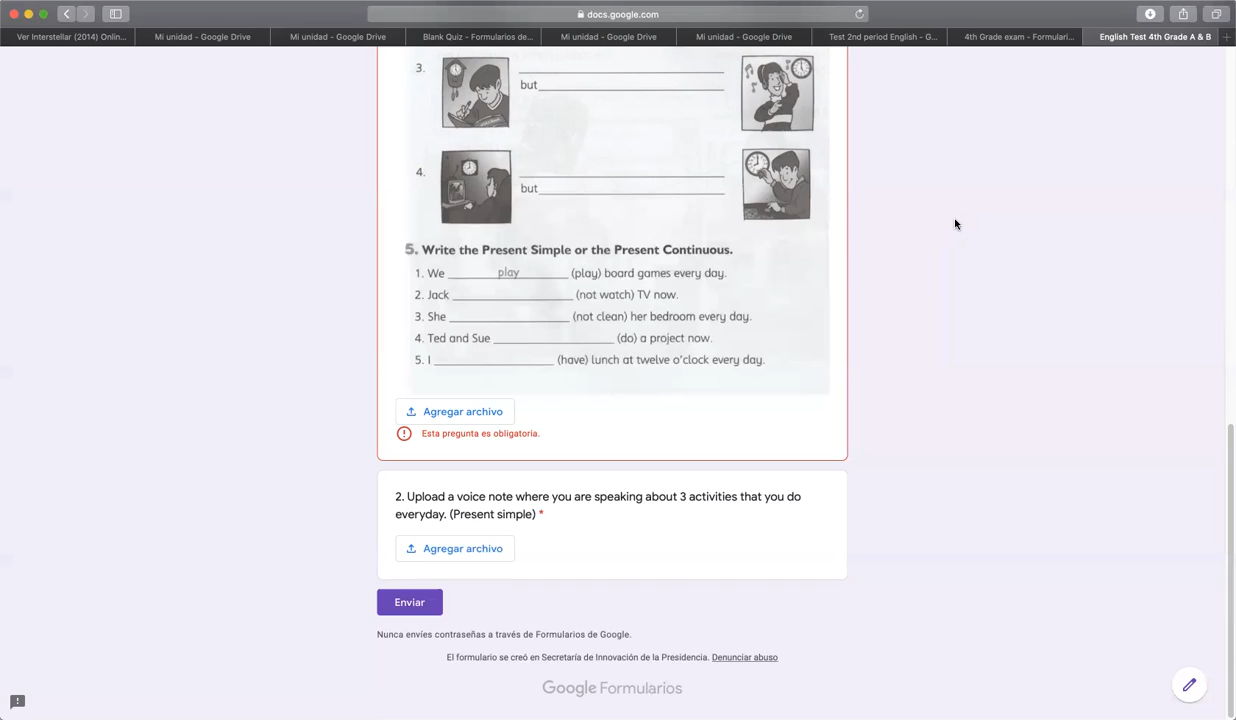 docs.google.com
Ver Interstellar (2014) Onlin...
Mi unidad - Google Drive
Mi unidad - Google Drive
Blank Quiz - Formularios de...
Mi unidad - Google Drive
Mi unidad - Google Drive
Test 2nd period English - G...
4th Grade exam - Formulari...
English Test 4th Grade A & B
3.
but
4.
but
5. Write the Present Simple or the Present Continuous.
1. We ____play____ (play) board games every day.
2. Jack ____________ (not watch) TV now.
3. She ____________ (not clean) her bedroom every day.
4. Ted and Sue ____________ (do) a project now.
5. I ____________ (have) lunch at twelve o'clock every day.
Agregar archivo
Esta pregunta es obligatoria.
2. Upload a voice note where you are speaking about 3 activities that you do
everyday. (Present simple) *
Agregar archivo
Enviar
Nunca envíes contraseñas a través de Formularios de Google.
El formulario se creó en Secretaría de Innovación de la Presidencia. Denunciar abuso
Google Formularios